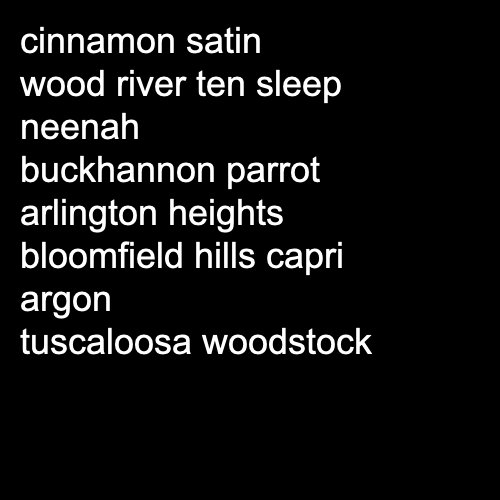 cinnamon satin
wood river ten sleep
neenah
buckhannon parrot
arlington heights
bloomfield hills capri
argon
tuscaloosa woodstock